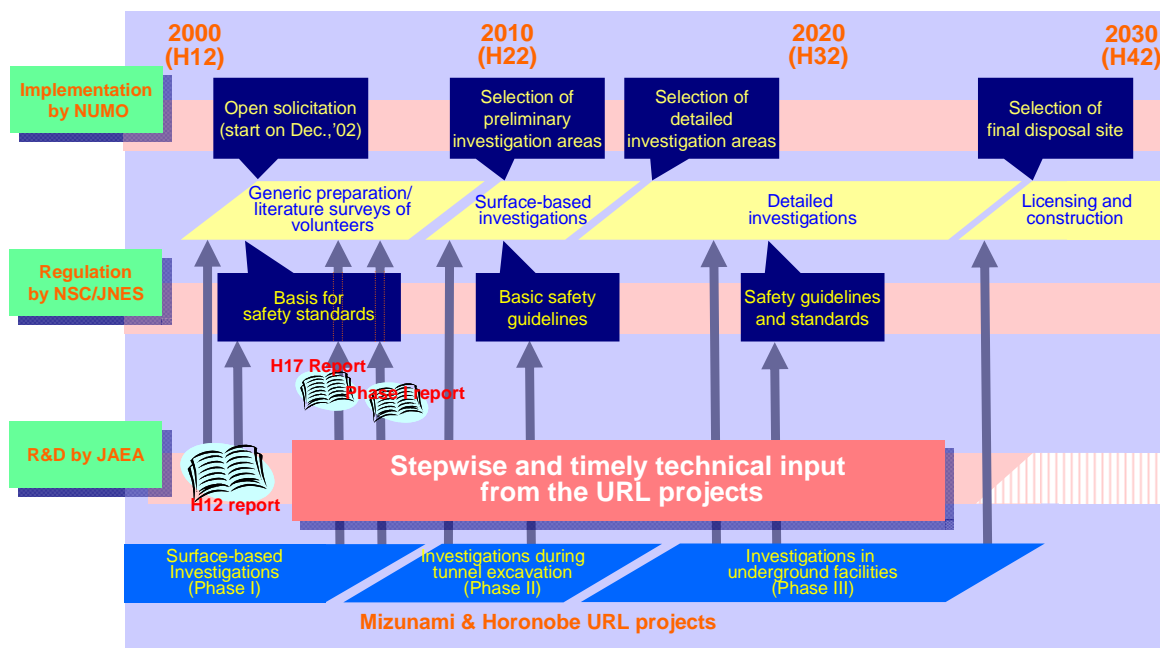 2000
(H12)
2010
(H22)
2020
(H32)
2030
(H42)
Implementation
by NUMO
Open solicitation
(start on Dec.,'02)
Selection of
preliminary
investigation areas
Selection of
detailed
investigation areas
Selection of
final disposal site
Generic preparation/
literature surveys of
volunteers
Surface-based
investigations
Detailed
investigations
Licensing and
construction
Regulation
by NSC/JNES
Basis for
safety standards
Basic safety
guidelines
Safety guidelines
and standards
H17 Report
Phase I report
R&D by JAEA
H12 report
Stepwise and timely technical input
from the URL projects
Surface-based
Investigations
(Phase I)
Investigations during
tunnel excavation
(Phase II)
Investigations in
underground facilities
(Phase III)
Mizunami & Horonobe URL projects